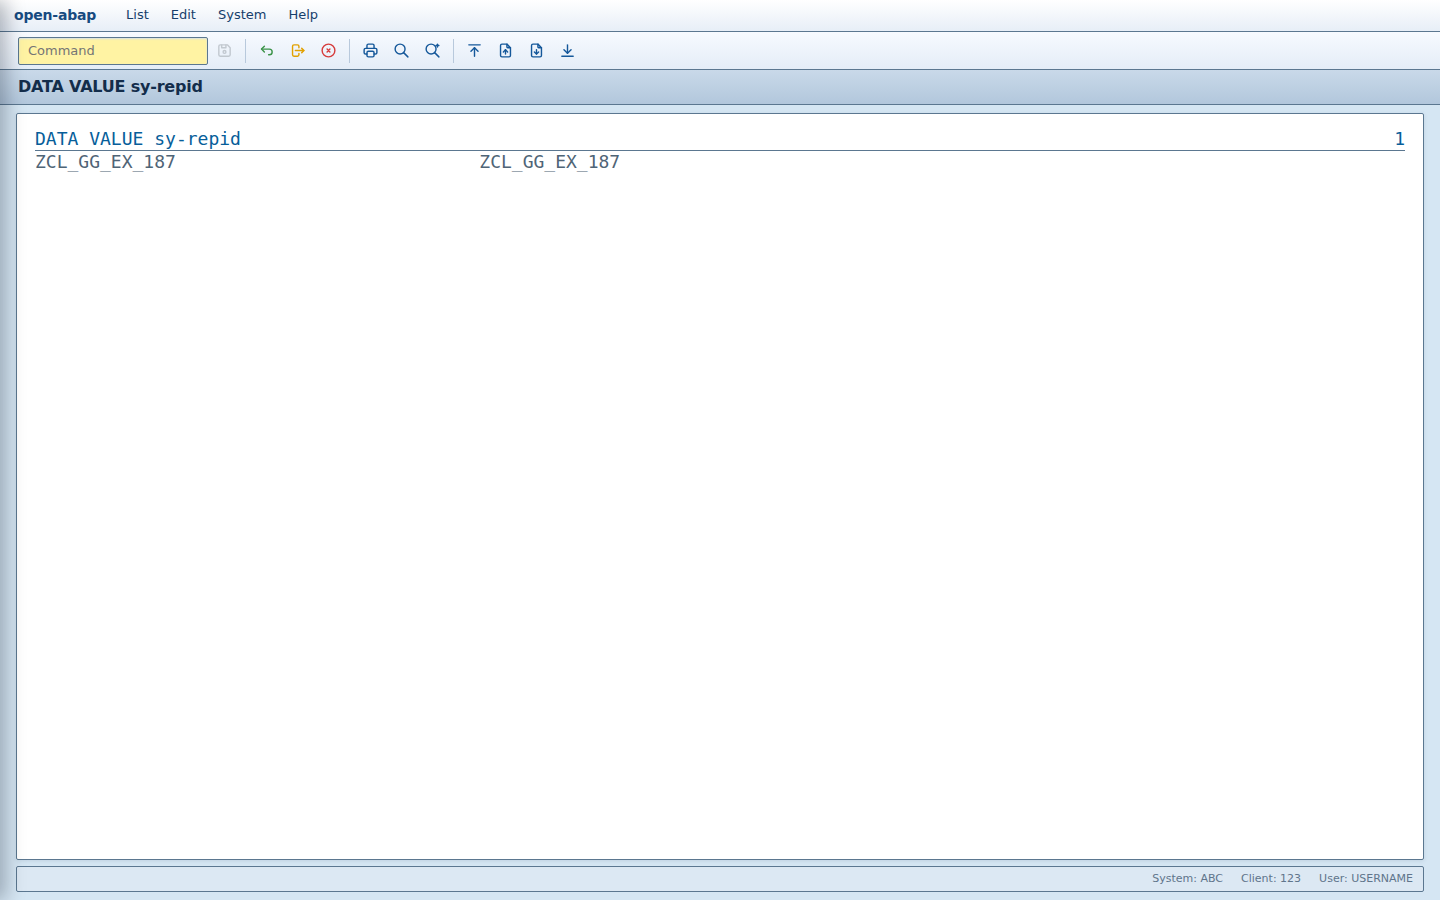 open-abap List Edit System Help
Command
DATA VALUE sy-repid
DATA VALUE sy-repid 1
ZCL_GG_EX_187 ZCL_GG_EX_187
System: ABC Client: 123 User: USERNAME